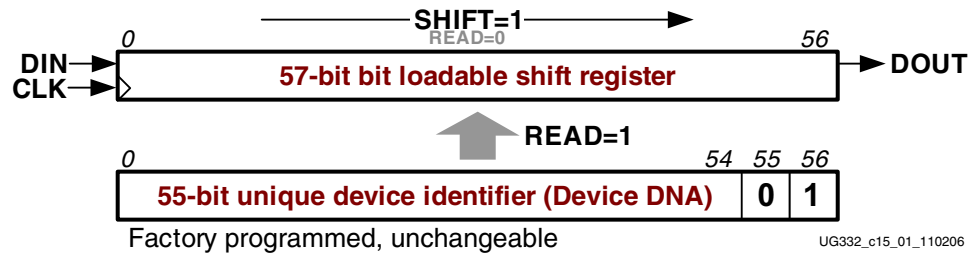 SHIFT=1
READ=0
0 56
DIN
CLK
57-bit bit loadable shift register
DOUT
READ=1
0 54 55 56
55-bit unique device identifier (Device DNA) 0 1
Factory programmed, unchangeable
UG332_c15_01_110206